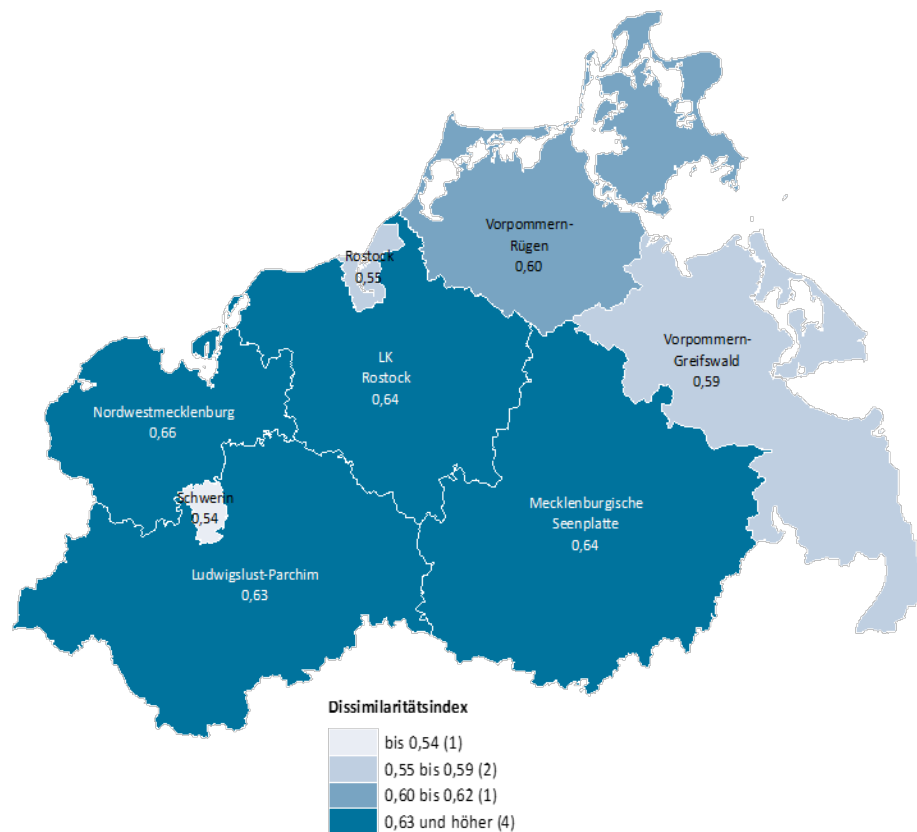 Vorpommern-
Rügen
0,60
Rostock
0,55
Vorpommern-
Greifswald
0,59
LK
Rostock
0,64
Nordwestmecklenburg
0,66
Schwerin
0,54
Mecklenburgische
Seenplatte
0,64
Ludwigslust-Parchim
0,63
Dissimilaritätsindex
bis 0,54 (1)
0,55 bis 0,59 (2)
0,60 bis 0,62 (1)
0,63 und höher (4)